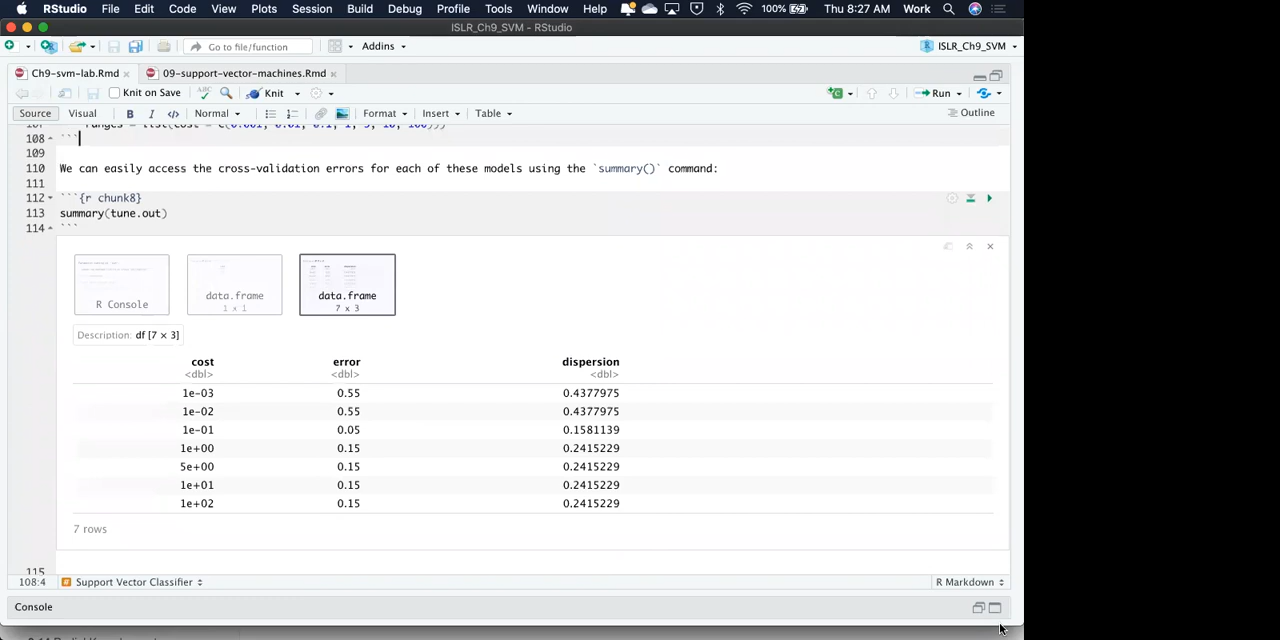 RStudio File Edit Code View Plots Session Build Debug Profile Tools Window Help 100% Thu 8:27 AM Work
ISLR_Ch9_SVM - RStudio
Go to file/function Addins ISLR_Ch9_SVM
Ch9-svm-lab.Rmd 09-support-vector-machines.Rmd
Knit on Save ABC Knit Run
Source Visual B I </> Normal Format Insert Table Outline
108 ```
109
110 We can easily access the cross-validation errors for each of these models using the `summary()` command:
111
112 ```{r chunk8}
113 summary(tune.out)
114 ```
R Console
data.frame
1 x 1
data.frame
7 x 3
Description: df [7 × 3]
cost error dispersion
<dbl> <dbl> <dbl>
1e-03 0.55 0.4377975
1e-02 0.55 0.4377975
1e-01 0.05 0.1581139
1e+00 0.15 0.2415229
5e+00 0.15 0.2415229
1e+01 0.15 0.2415229
1e+02 0.15 0.2415229
7 rows
115
108:4 # Support Vector Classifier R Markdown
Console